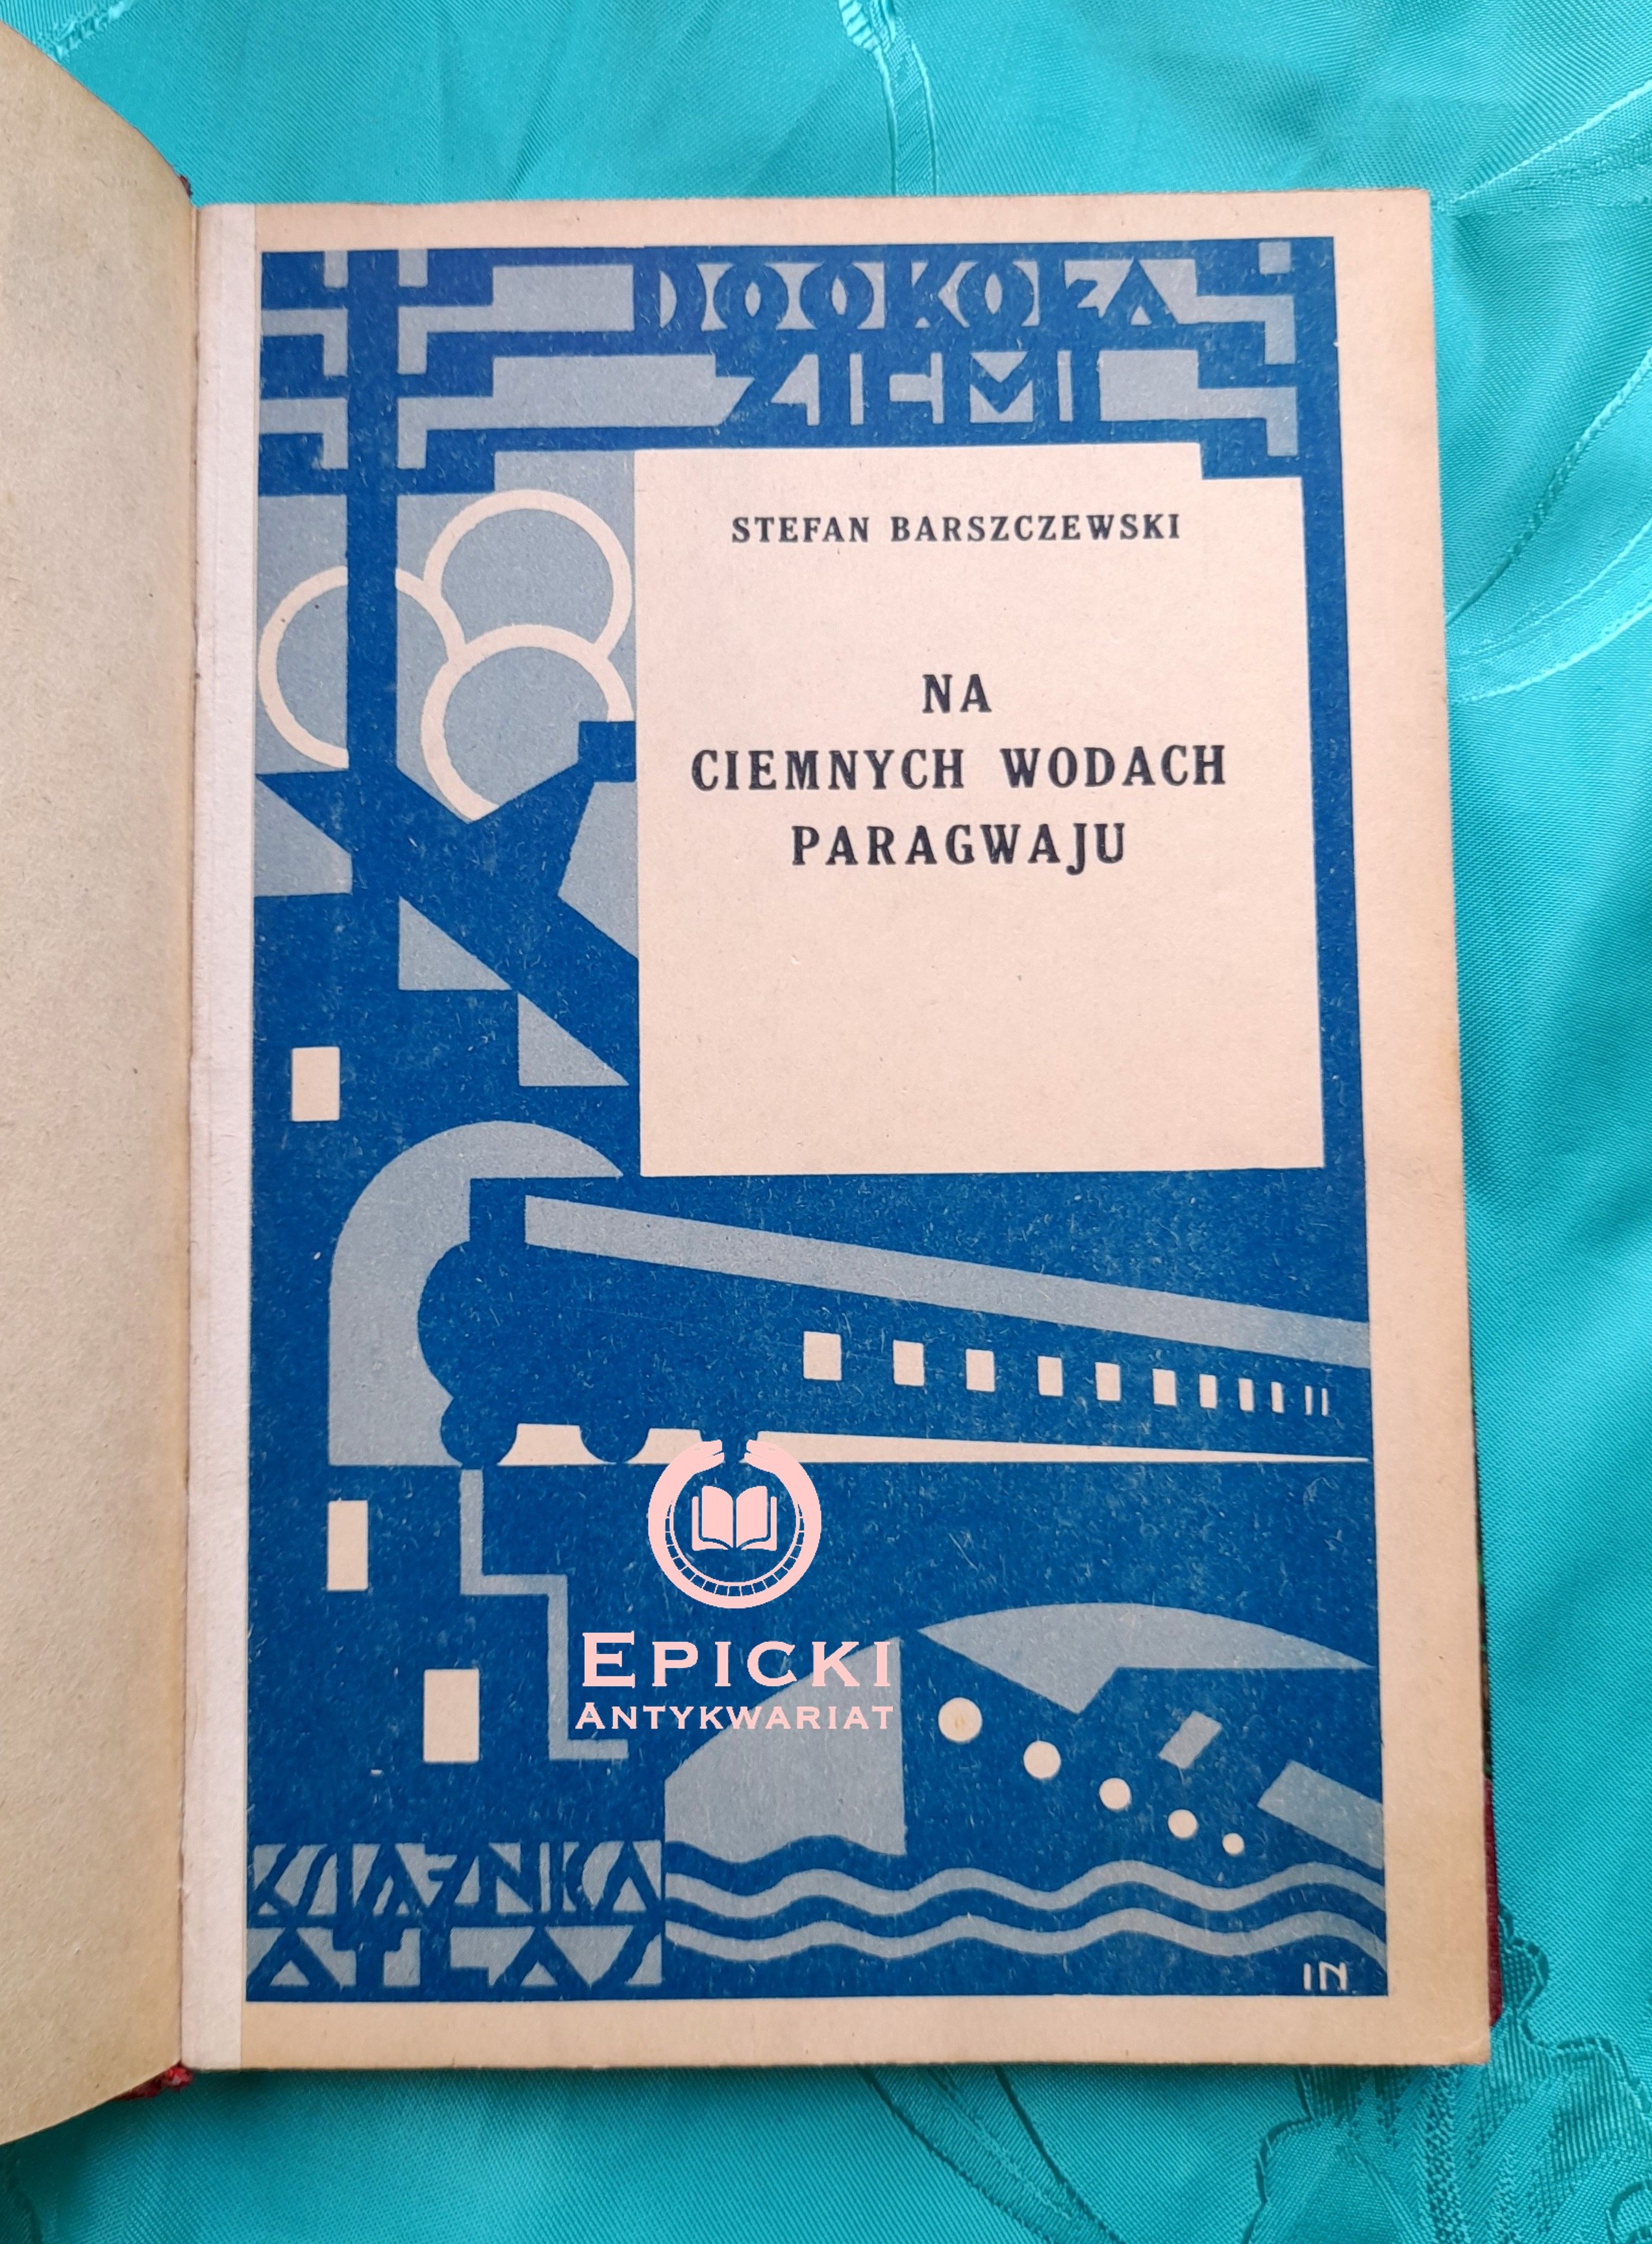 DOOKOŁA
ZIEMI
STEFAN BARSZCZEWSKI
NA
CIEMNYCH WODACH
PARAGWAJU
EPICKI
ANTYKWARIAT
KSIĄŻNICA
ATLAS
IN